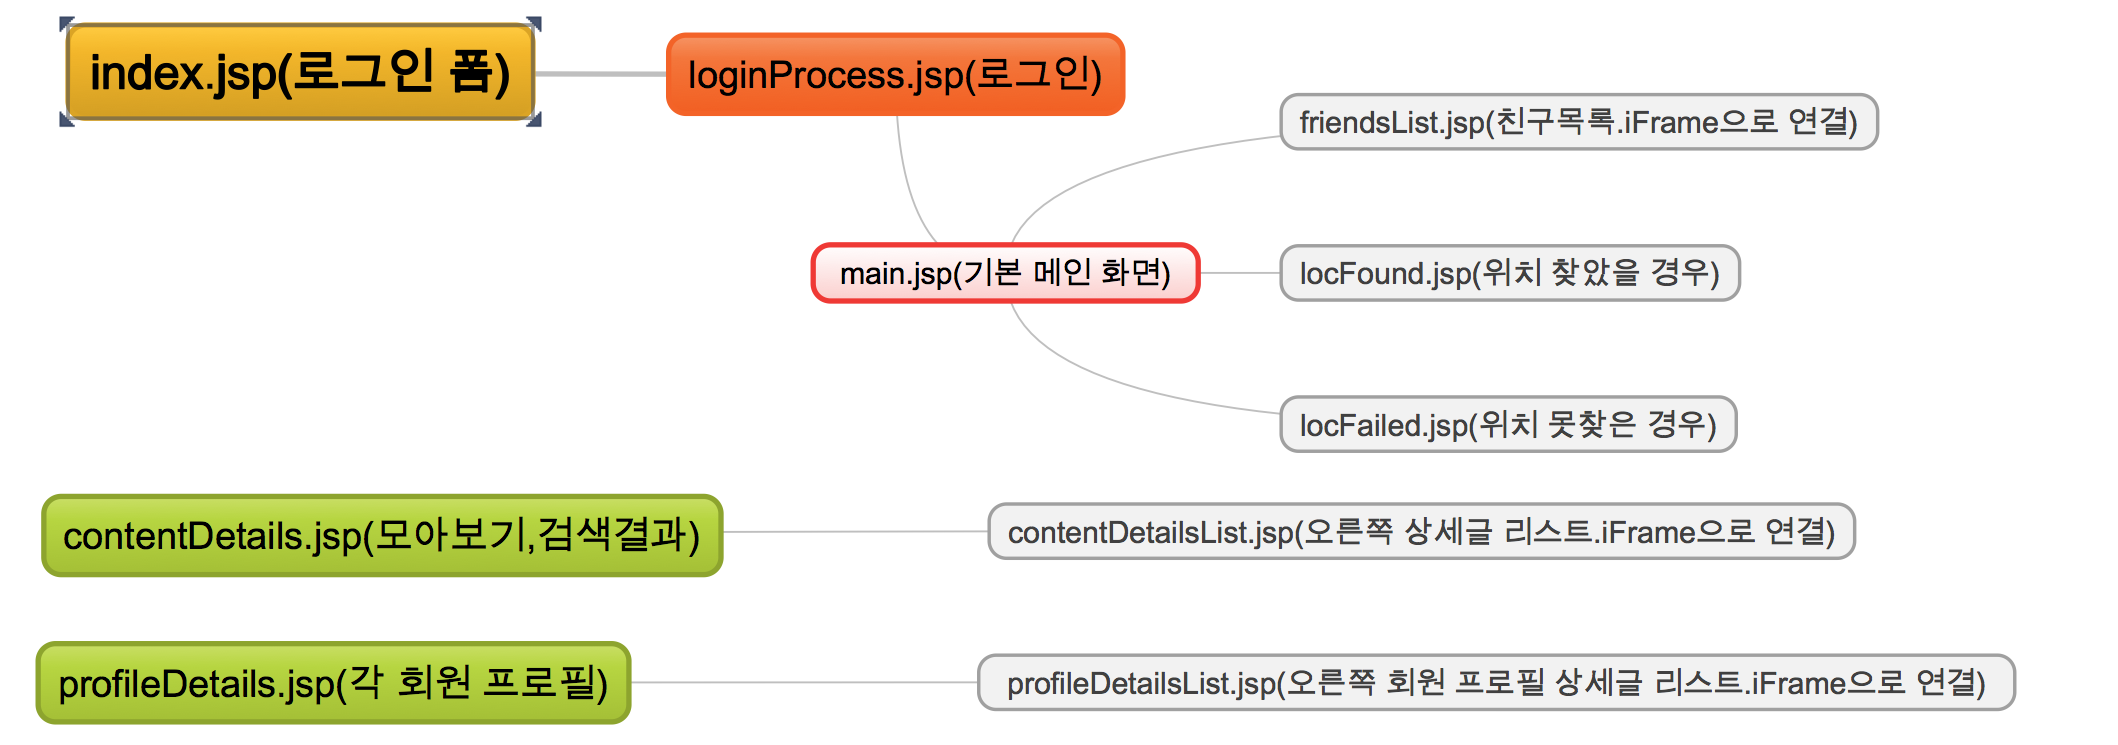 index.jsp(로그인 폼)
loginProcess.jsp(로그인)
friendsList.jsp(친구목록.iFrame으로 연결)
main.jsp(기본 메인 화면)
locFound.jsp(위치 찾았을 경우)
locFailed.jsp(위치 못찾은 경우)
contentDetails.jsp(모아보기,검색결과)
contentDetailsList.jsp(오른쪽 상세글 리스트.iFrame으로 연결)
profileDetails.jsp(각 회원 프로필)
profileDetailsList.jsp(오른쪽 회원 프로필 상세글 리스트.iFrame으로 연결)